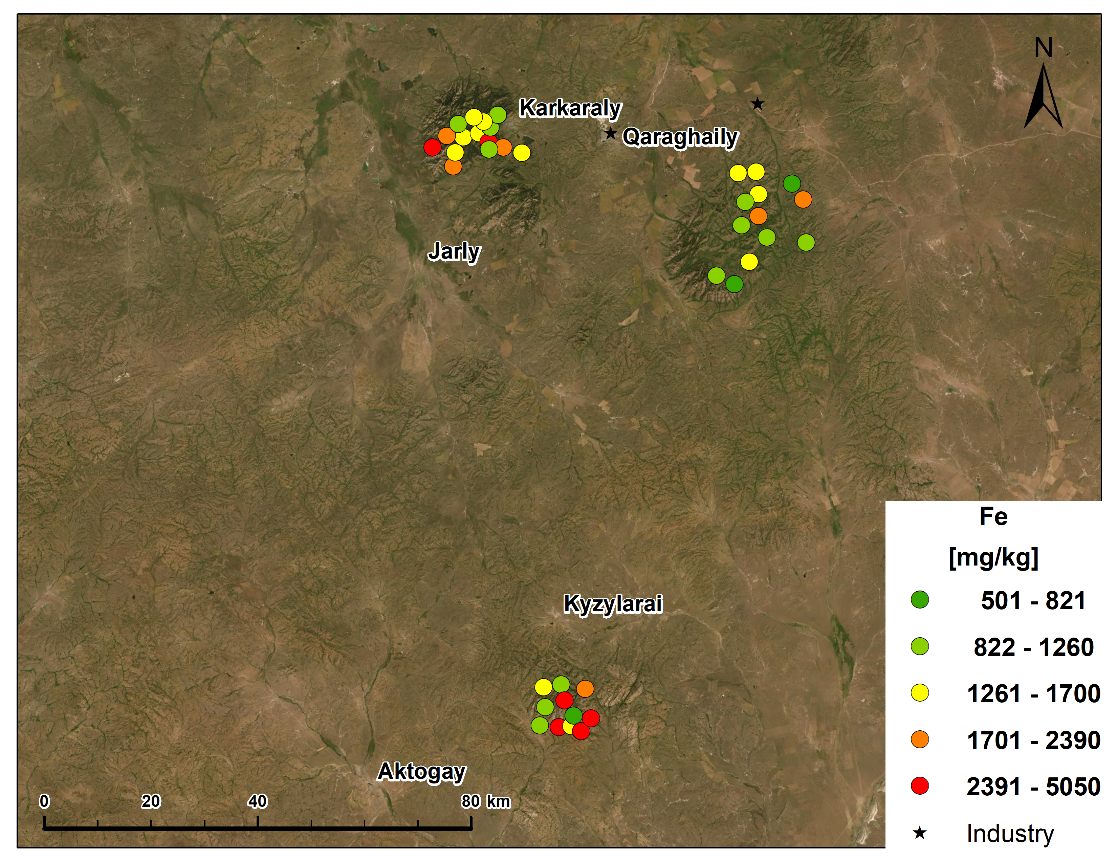 N
Karkaraly
Qaraghaily
Jarly
Kyzylarai
Aktogay
0 20 40 80 km
Fe
[mg/kg]
501 - 821
822 - 1260
1261 - 1700
1701 - 2390
2391 - 5050
Industry